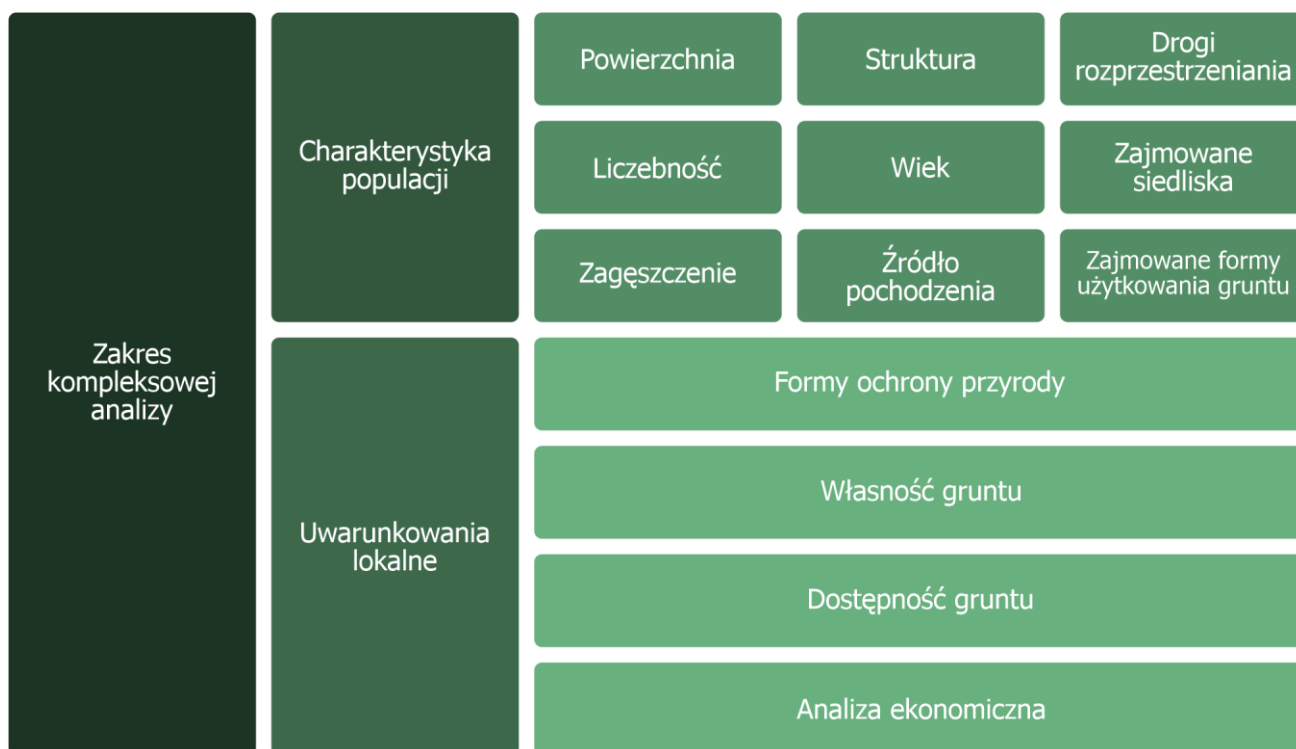 Zakres
kompleksowej
analizy
Charakterystyka
populacji
Powierzchnia
Struktura
Drogi
rozprzestrzeniania
Liczebność
Wiek
Zajmowane
siedliska
Zagęszczenie
Źródło
pochodzenia
Zajmowane formy
użytkowania gruntu
Uwarunkowania
lokalne
Formy ochrony przyrody
Własność gruntu
Dostępność gruntu
Analiza ekonomiczna